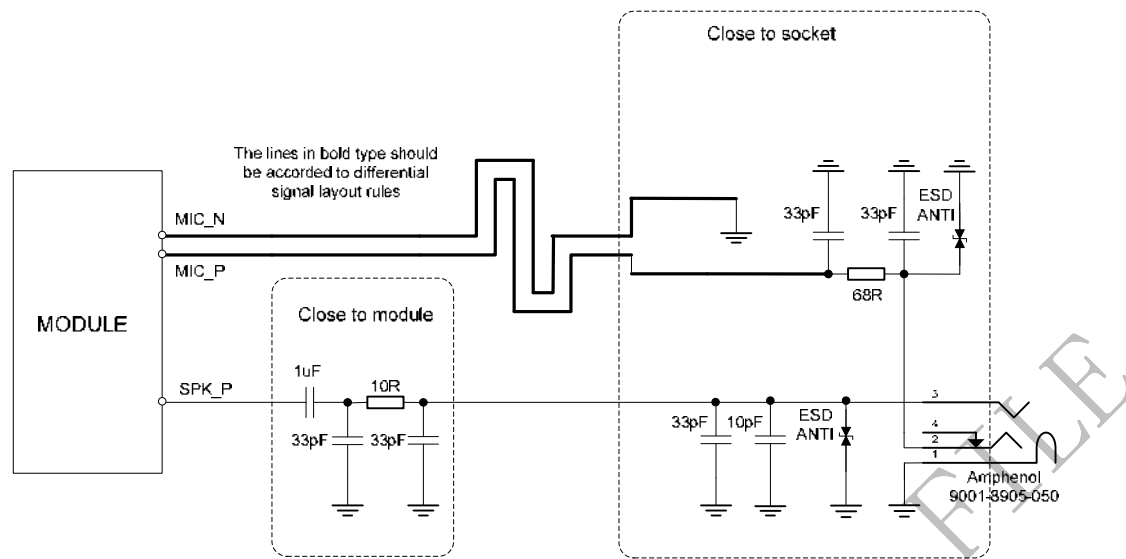 Close to socket
The lines in bold type should
be accorded to differential
signal layout rules
MIC_N
MIC_P
MODULE
33pF
33pF
ESD
ANTI
68R
Close to module
SPK_P
1uF
10R
33pF
33pF
33pF
10pF
ESD
ANTI
3
4
2
1
Amphenol
9001-8905-050
FILE